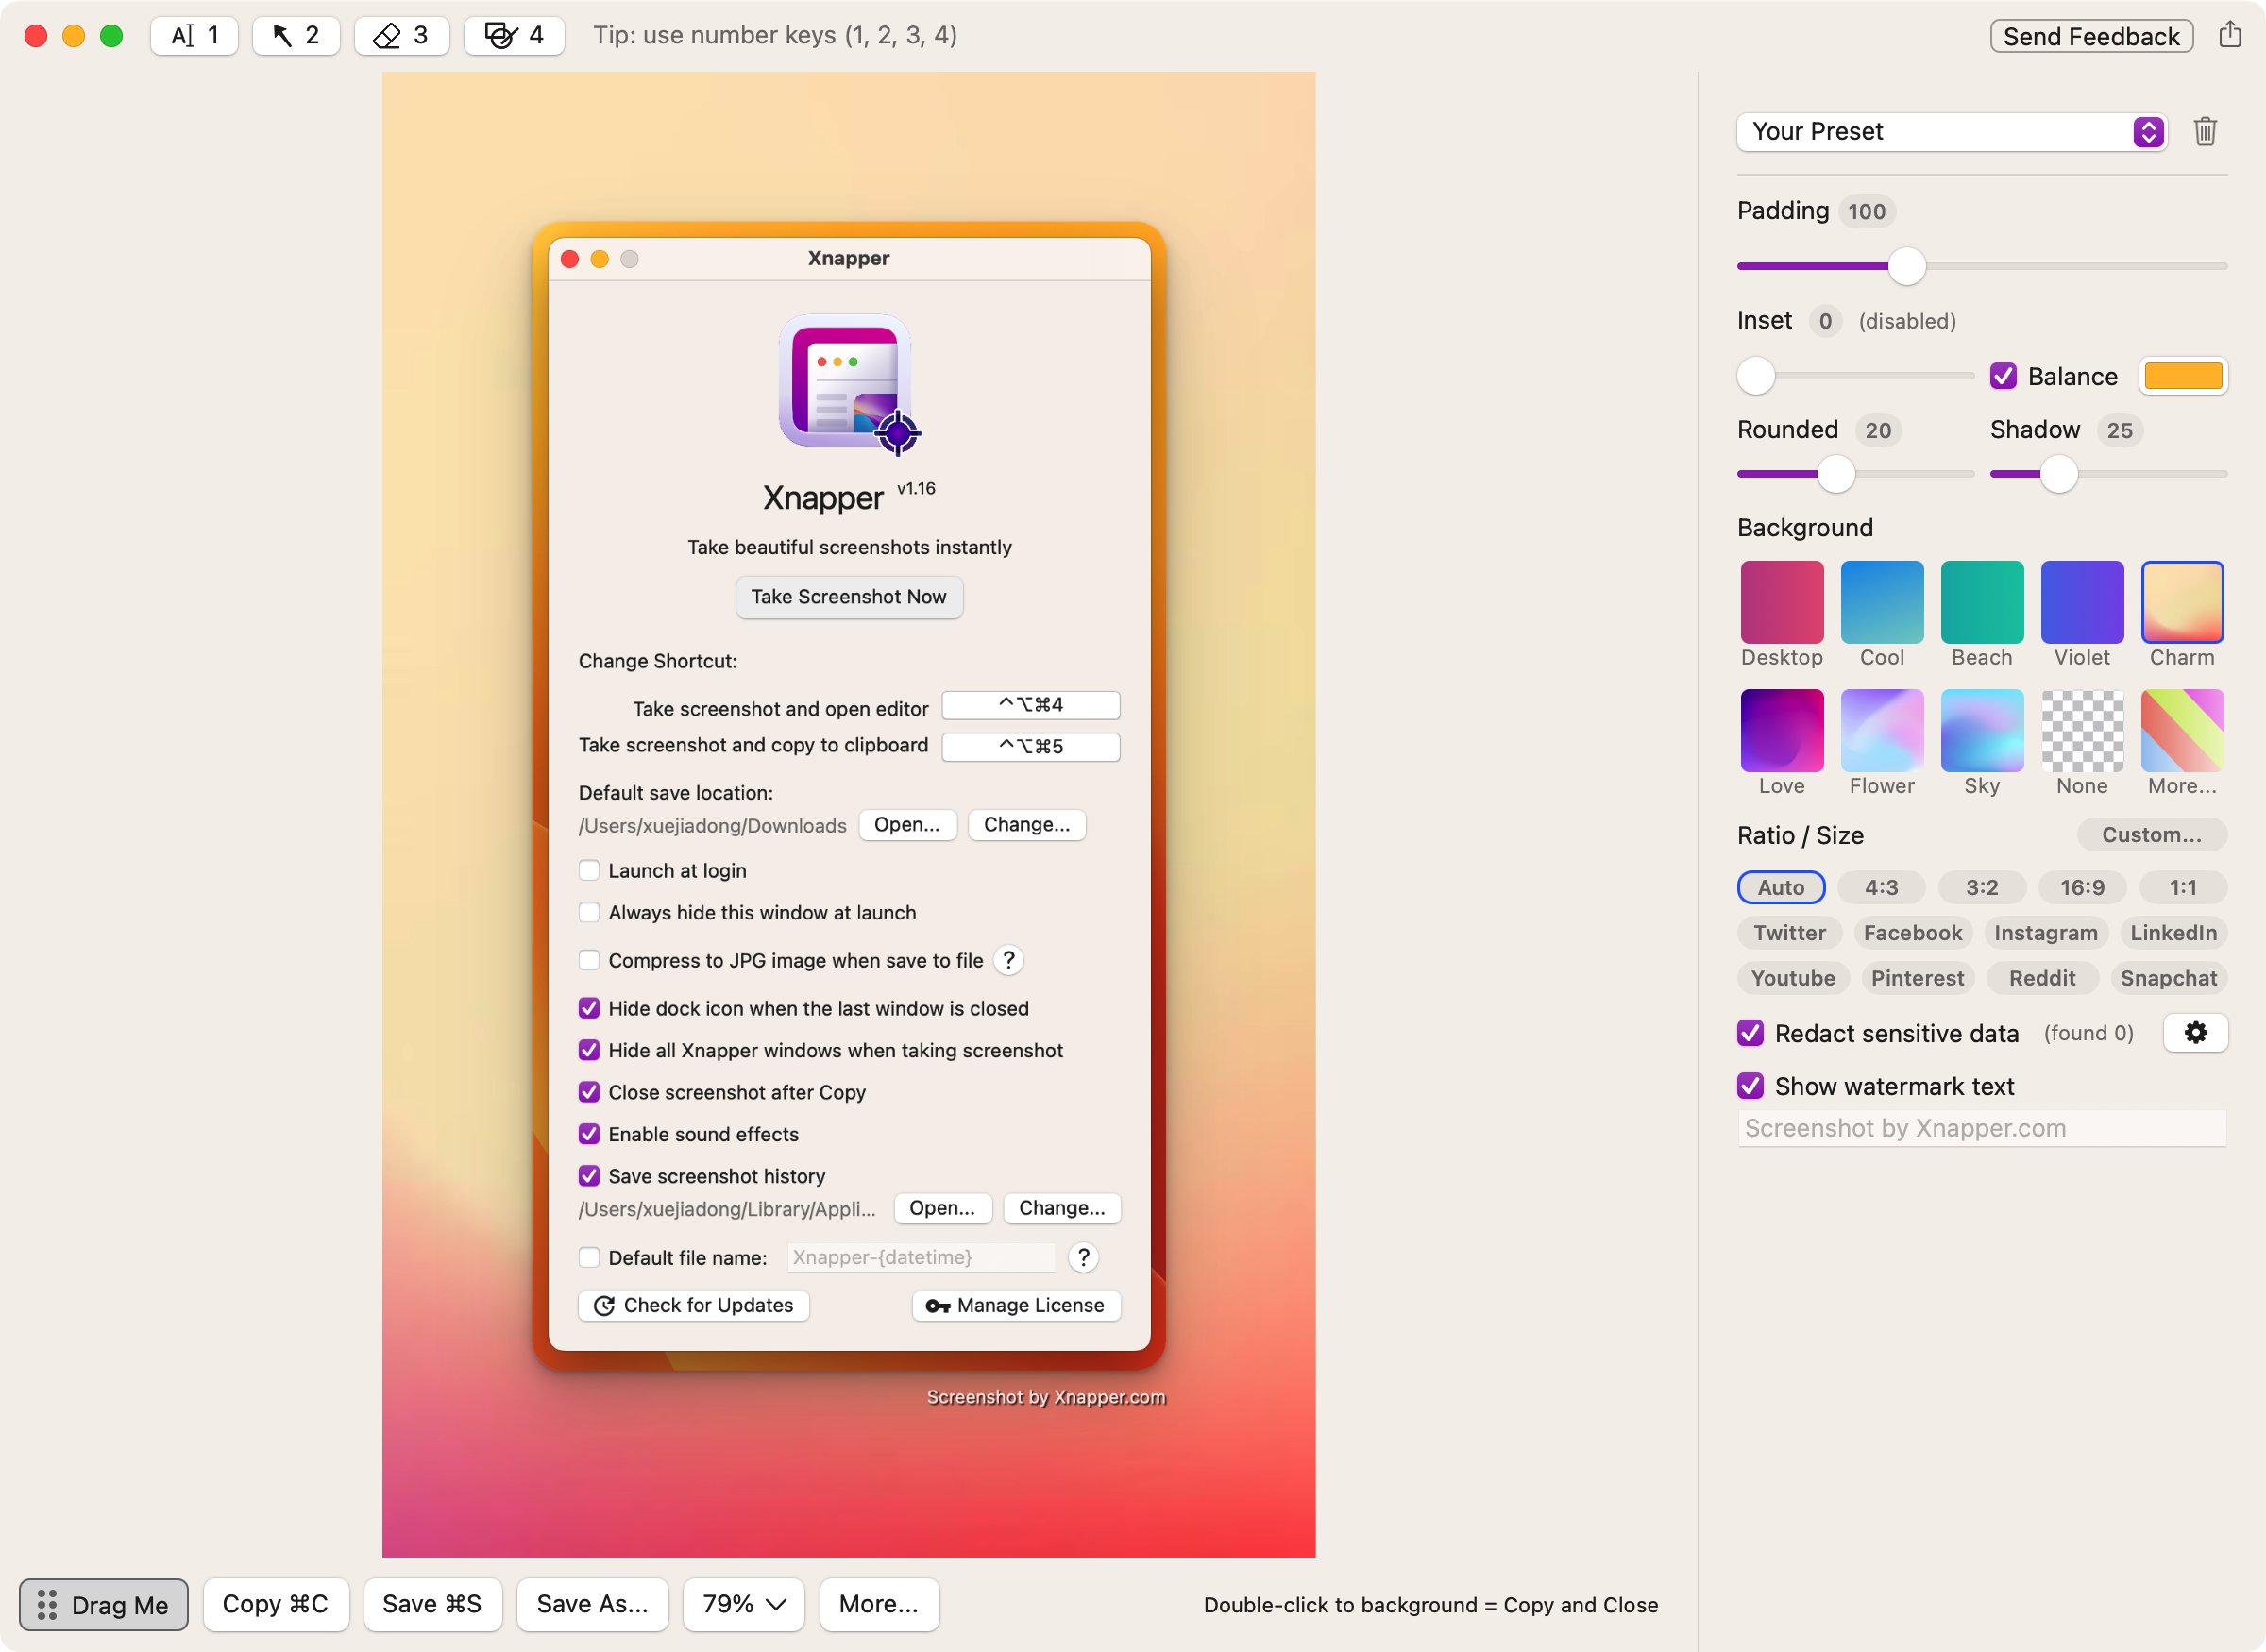 1 2 3 4 Tip: use number keys (1, 2, 3, 4) Send Feedback
Xnapper
Xnapper v1.16
Take beautiful screenshots instantly
Take Screenshot Now
Change Shortcut:
Take screenshot and open editor ^⌥⌘4
Take screenshot and copy to clipboard ^⌥⌘5
Default save location:
/Users/xuejiadong/Downloads Open... Change...
Launch at login
Always hide this window at launch
Compress to JPG image when save to file ?
Hide dock icon when the last window is closed
Hide all Xnapper windows when taking screenshot
Close screenshot after Copy
Enable sound effects
Save screenshot history
/Users/xuejiadong/Library/Appli... Open... Change...
Default file name: Xnapper-{datetime} ?
Check for Updates Manage License
Screenshot by Xnapper.com
Your Preset
Padding 100
Inset 0 (disabled)
Balance
Rounded 20 Shadow 25
Background
Desktop Cool Beach Violet Charm
Love Flower Sky None More...
Ratio / Size Custom...
Auto 4:3 3:2 16:9 1:1
Twitter Facebook Instagram LinkedIn
Youtube Pinterest Reddit Snapchat
Redact sensitive data (found 0)
Show watermark text
Screenshot by Xnapper.com
Drag Me Copy ⌘C Save ⌘S Save As... 79% More... Double-click to background = Copy and Close